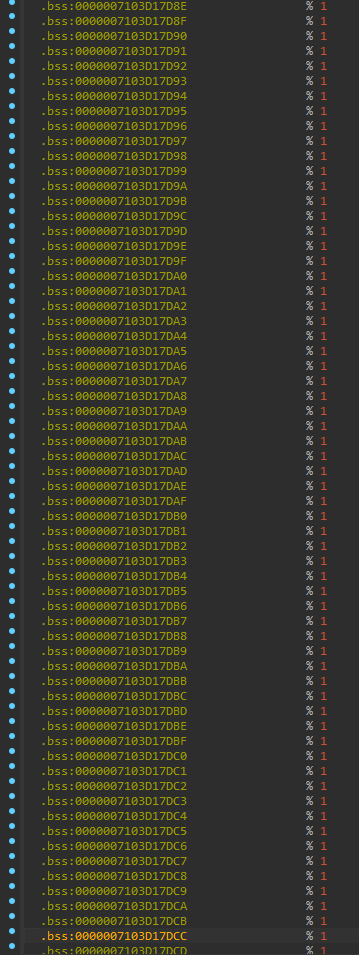 .bss:0000007103D17D8E % 1
.bss:0000007103D17D8F % 1
.bss:0000007103D17D90 % 1
.bss:0000007103D17D91 % 1
.bss:0000007103D17D92 % 1
.bss:0000007103D17D93 % 1
.bss:0000007103D17D94 % 1
.bss:0000007103D17D95 % 1
.bss:0000007103D17D96 % 1
.bss:0000007103D17D97 % 1
.bss:0000007103D17D98 % 1
.bss:0000007103D17D99 % 1
.bss:0000007103D17D9A % 1
.bss:0000007103D17D9B % 1
.bss:0000007103D17D9C % 1
.bss:0000007103D17D9D % 1
.bss:0000007103D17D9E % 1
.bss:0000007103D17D9F % 1
.bss:0000007103D17DA0 % 1
.bss:0000007103D17DA1 % 1
.bss:0000007103D17DA2 % 1
.bss:0000007103D17DA3 % 1
.bss:0000007103D17DA4 % 1
.bss:0000007103D17DA5 % 1
.bss:0000007103D17DA6 % 1
.bss:0000007103D17DA7 % 1
.bss:0000007103D17DA8 % 1
.bss:0000007103D17DA9 % 1
.bss:0000007103D17DAA % 1
.bss:0000007103D17DAB % 1
.bss:0000007103D17DAC % 1
.bss:0000007103D17DAD % 1
.bss:0000007103D17DAE % 1
.bss:0000007103D17DAF % 1
.bss:0000007103D17DB0 % 1
.bss:0000007103D17DB1 % 1
.bss:0000007103D17DB2 % 1
.bss:0000007103D17DB3 % 1
.bss:0000007103D17DB4 % 1
.bss:0000007103D17DB5 % 1
.bss:0000007103D17DB6 % 1
.bss:0000007103D17DB7 % 1
.bss:0000007103D17DB8 % 1
.bss:0000007103D17DB9 % 1
.bss:0000007103D17DBA % 1
.bss:0000007103D17DBB % 1
.bss:0000007103D17DBC % 1
.bss:0000007103D17DBD % 1
.bss:0000007103D17DBE % 1
.bss:0000007103D17DBF % 1
.bss:0000007103D17DC0 % 1
.bss:0000007103D17DC1 % 1
.bss:0000007103D17DC2 % 1
.bss:0000007103D17DC3 % 1
.bss:0000007103D17DC4 % 1
.bss:0000007103D17DC5 % 1
.bss:0000007103D17DC6 % 1
.bss:0000007103D17DC7 % 1
.bss:0000007103D17DC8 % 1
.bss:0000007103D17DC9 % 1
.bss:0000007103D17DCA % 1
.bss:0000007103D17DCB % 1
.bss:0000007103D17DCC % 1
.bss:0000007103D17DCD % 1